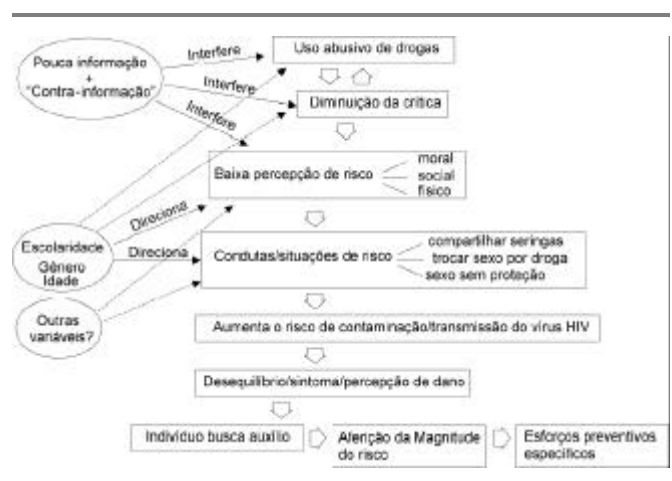 Pouca informação
+
"Contra-informação"
Interfere
Interfere
Interfere
Uso abusivo de drogas
Diminuição da crítica
Baixa percepção de risco
moral
social
físico
Escolaridade
Gênero
Idade
Direciona
Direciona
Condutas/situações de risco
compartilhar seringas
trocar sexo por droga
sexo sem proteção
Outras
variáveis?
Aumenta o risco de contaminação/transmissão do vírus HIV
Desequilíbrio/sintoma/percepção de dano
Indivíduo busca auxílio
Aferição da Magnitude
do risco
Esforços preventivos
específicos